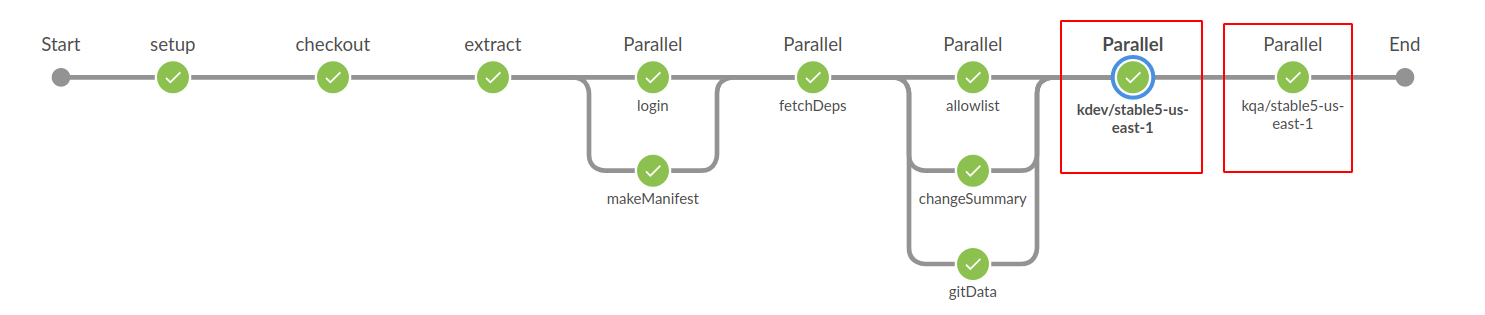 Start
setup
checkout
extract
Parallel
Parallel
Parallel
Parallel
Parallel
End
login
fetchDeps
allowlist
kdev/stable5-us-
east-1
kqa/stable5-us-
east-1
makeManifest
changeSummary
gitData